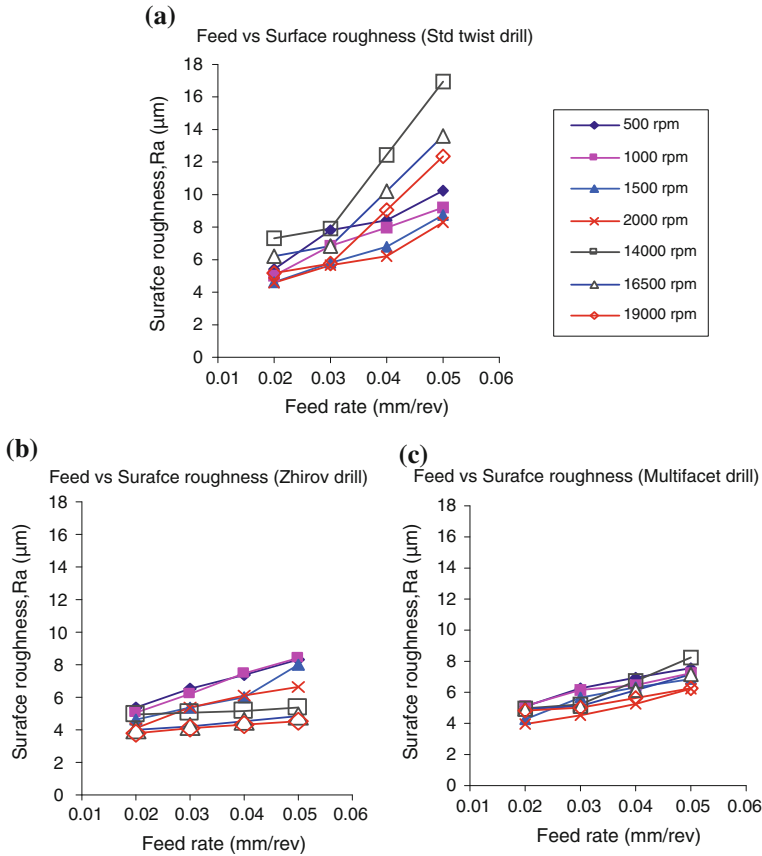 (a)
Feed vs Surface roughness (Std twist drill)
18
16
14
12
10
8
6
4
2
0
Surafce roughness,Ra (μm)
0.01 0.02 0.03 0.04 0.05 0.06
Feed rate (mm/rev)
500 rpm
1000 rpm
1500 rpm
2000 rpm
14000 rpm
16500 rpm
19000 rpm
(b)
Feed vs Surafce roughness (Zhirov drill)
18
16
14
12
10
8
6
4
2
0
Surafce roughness,Ra (μm)
0.01 0.02 0.03 0.04 0.05 0.06
Feed rate (mm/rev)
(c)
Feed vs Surafce roughness (Multifacet drill)
18
16
14
12
10
8
6
4
2
0
Surafce roughness,Ra (μm)
0.01 0.02 0.03 0.04 0.05 0.06
Feed rate (mm/rev)